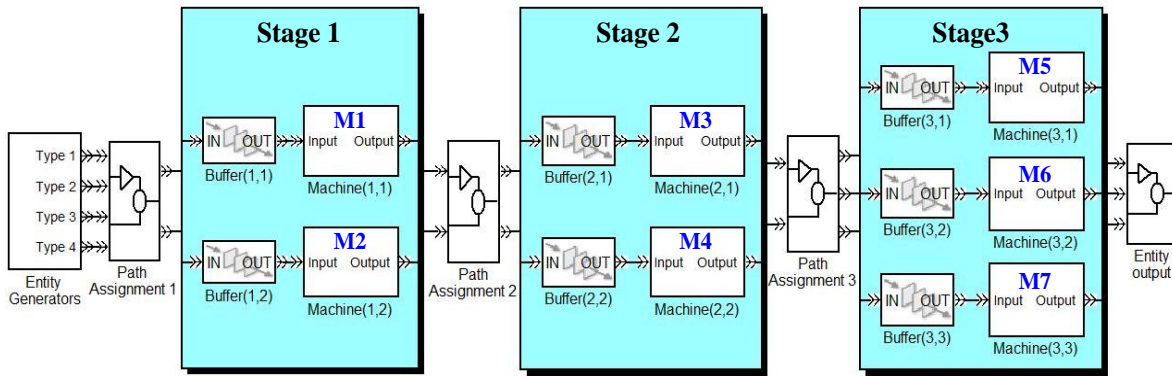 Stage 1
Stage 2
Stage3
Type 1
Type 2
Type 3
Type 4
Entity
Generators
Path
Assignment 1
IN OUT
Buffer(1,1)
M1
Input Output
Machine(1,1)
IN OUT
Buffer(1,2)
M2
Input Output
Machine(1,2)
Path
Assignment 2
IN OUT
Buffer(2,1)
M3
Input Output
Machine(2,1)
IN OUT
Buffer(2,2)
M4
Input Output
Machine(2,2)
Path
Assignment 3
IN OUT
Buffer(3,1)
M5
Input Output
Machine(3,1)
IN OUT
Buffer(3,2)
M6
Input Output
Machine(3,2)
IN OUT
Buffer(3,3)
M7
Input Output
Machine(3,3)
Entity
output